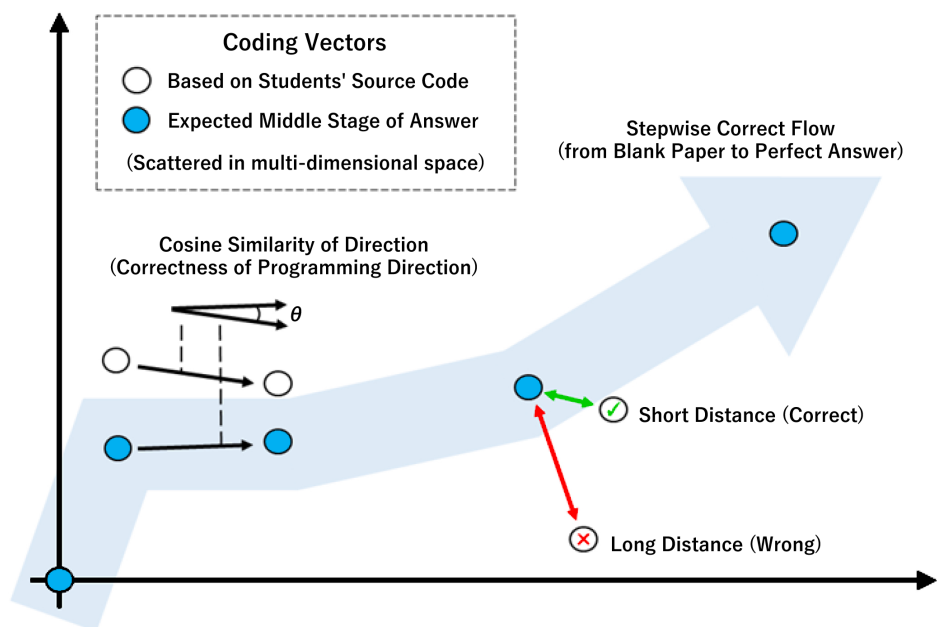 Coding Vectors
Based on Students' Source Code
Expected Middle Stage of Answer
(Scattered in multi-dimensional space)
Stepwise Correct Flow
(from Blank Paper to Perfect Answer)
Cosine Similarity of Direction
(Correctness of Programming Direction)
θ
Short Distance (Correct)
Long Distance (Wrong)